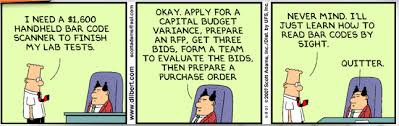 I NEED A $1,600
HANDHELD BAR CODE
SCANNER TO FINISH
MY LAB TESTS.
www.dilbert.com
scottadams@aol.com
OKAY. APPLY FOR A
CAPITAL BUDGET
VARIANCE, PREPARE
AN RFP, GET THREE
BIDS, FORM A TEAM
TO EVALUATE THE BIDS,
THEN PREPARE A
PURCHASE ORDER
© 2007 Scott Adams, Inc./Dist. by UFS, Inc.
NEVER MIND. I'LL
JUST LEARN HOW TO
READ BAR CODES BY
SIGHT.
QUITTER.